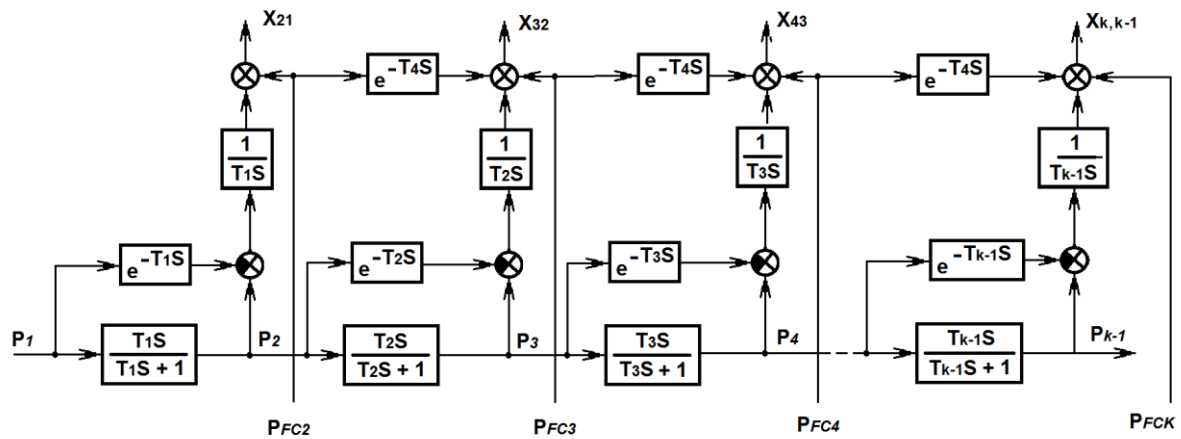 X21 X32 X43 Xk,k-1
e-T4S e-T4S e-T4S
1 1 1 1
T1S T2S T3S Tk-1S
e-T1S e-T2S e-T3S e-Tk-1S
P1 T1S P2 T2S P3 T3S P4 Tk-1S Pk-1
T1S + 1 T2S + 1 T3S + 1 Tk-1S + 1
PFC2 PFC3 PFC4 PFCK